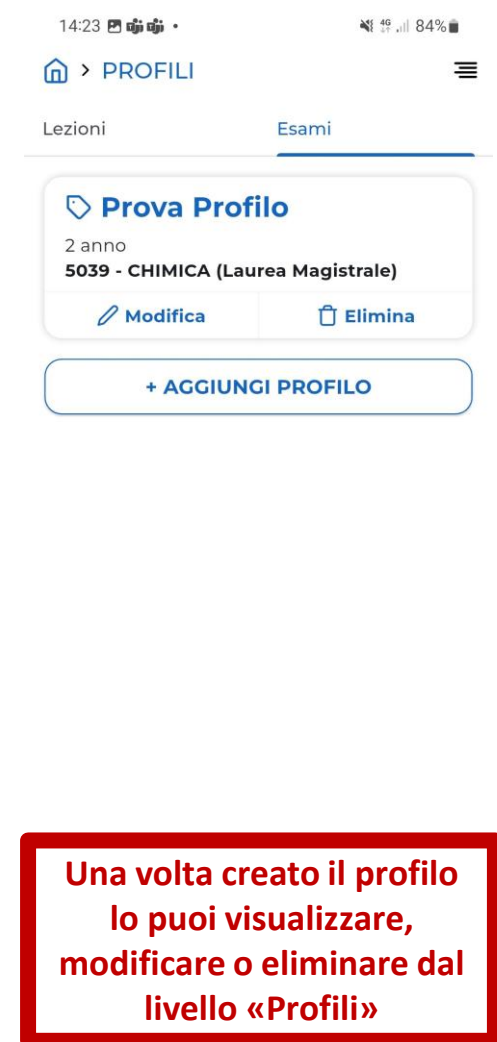 14:23
4G 84%
> PROFILI
Lezioni Esami
Prova Profilo
2 anno
5039 - CHIMICA (Laurea Magistrale)
Modifica Elimina
+ AGGIUNGI PROFILO
Una volta creato il profilo
lo puoi visualizzare,
modificare o eliminare dal
livello «Profili»